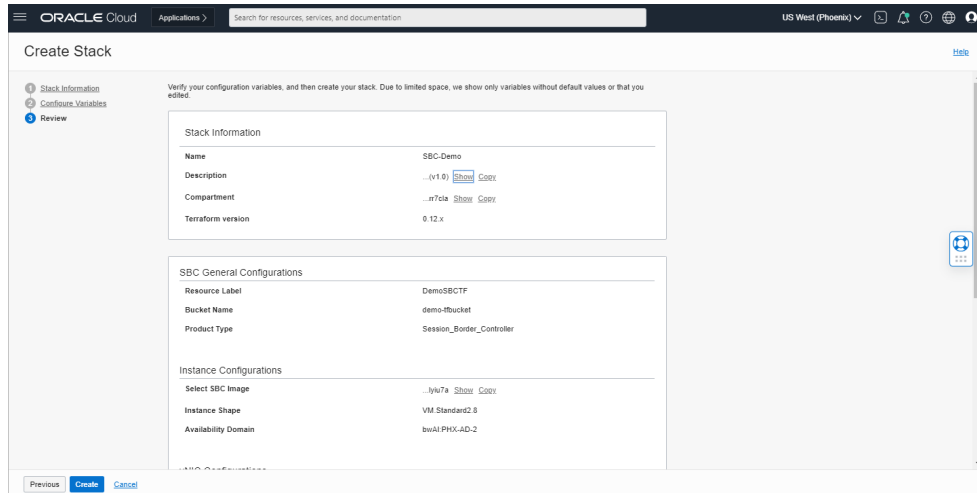 ORACLE Cloud
Applications >
Search for resources, services, and documentation
US West (Phoenix)
Create Stack
Help
1 Stack Information
2 Configure Variables
3 Review
Verify your configuration variables, and then create your stack. Due to limited space, we show only variables without default values or that you
edited.
Stack Information
Name SBC-Demo
Description ...(v1.0) Show Copy
Compartment ...rr7cla Show Copy
Terraform version 0.12.x
SBC General Configurations
Resource Label DemoSBCTF
Bucket Name demo-tfbucket
Product Type Session_Border_Controller
Instance Configurations
Select SBC Image ...lyiu7a Show Copy
Instance Shape VM.Standard2.8
Availability Domain bwAI:PHX-AD-2
Previous Create Cancel